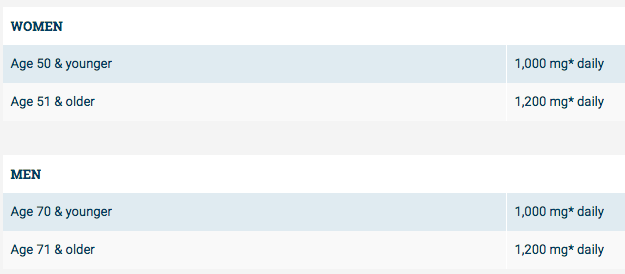 WOMEN
Age 50 & younger 1,000 mg* daily
Age 51 & older 1,200 mg* daily
MEN
Age 70 & younger 1,000 mg* daily
Age 71 & older 1,200 mg* daily